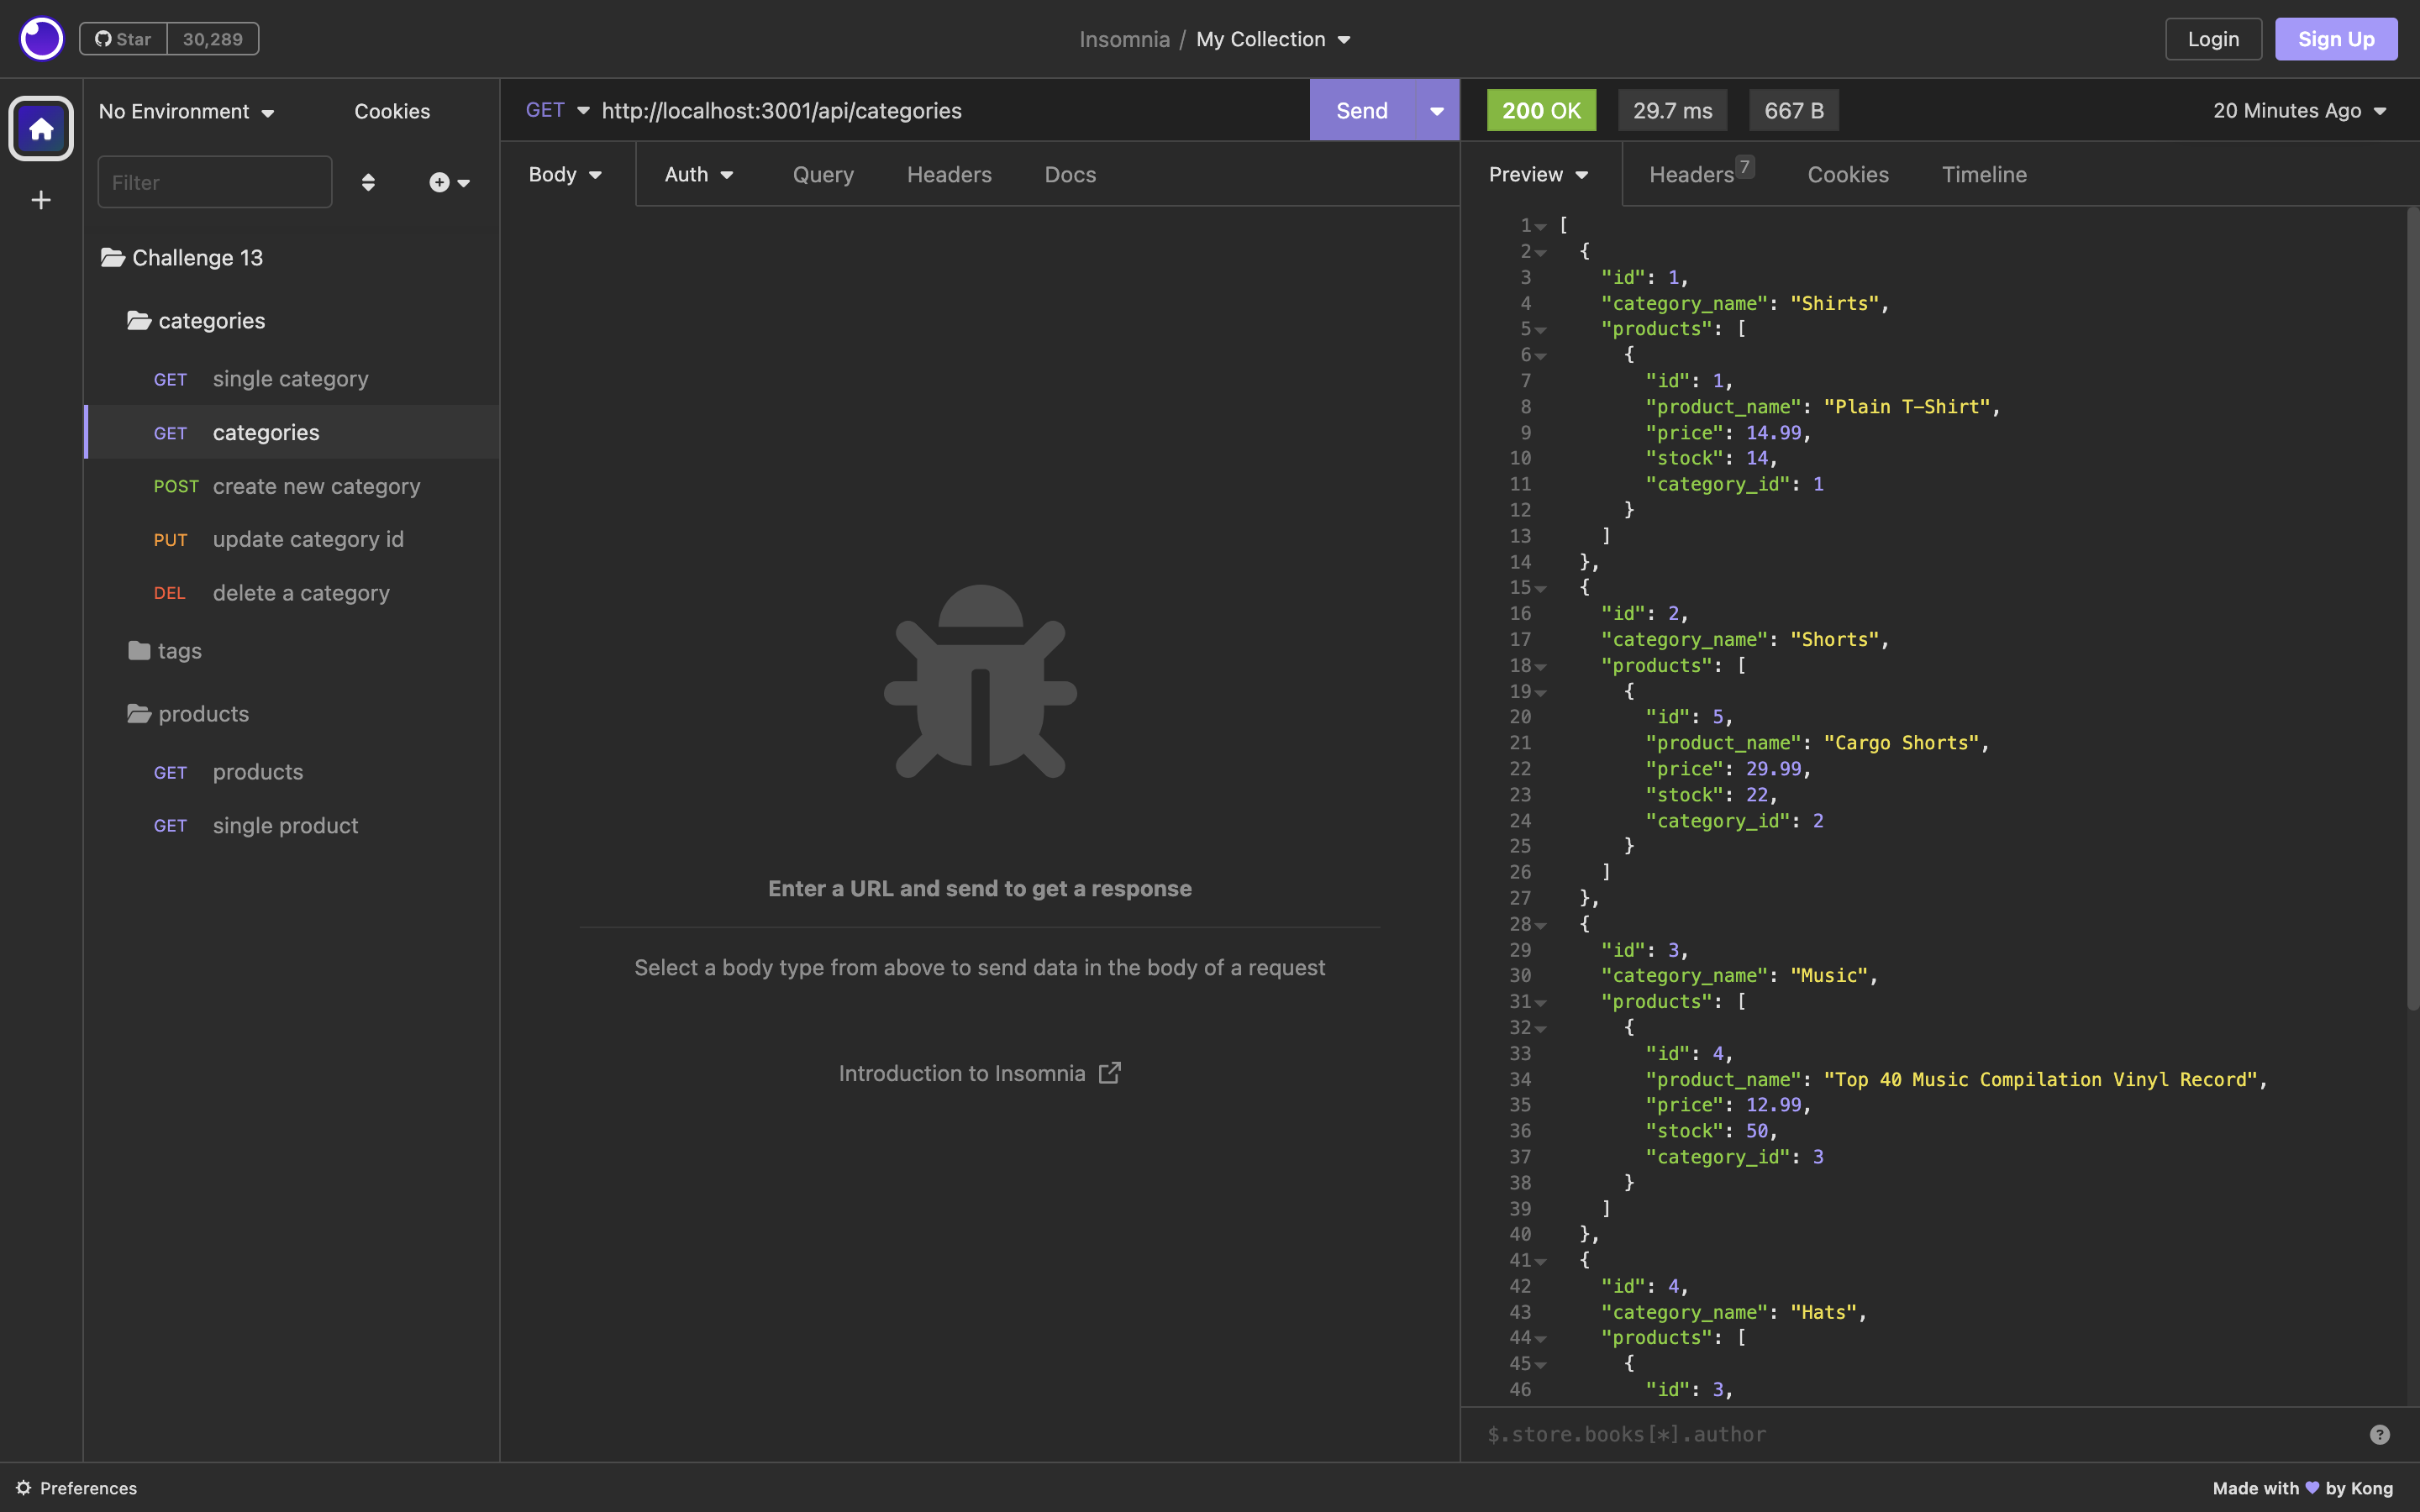 Star 30,289
Insomnia / My Collection
Login
Sign Up
No Environment
Cookies
Filter
Challenge 13
categories
GET single category
GET categories
POST create new category
PUT update category id
DEL delete a category
tags
products
GET products
GET single product
GET http://localhost:3001/api/categories
Send
Body
Auth
Query
Headers
Docs
Enter a URL and send to get a response
Select a body type from above to send data in the body of a request
Introduction to Insomnia
200 OK
29.7 ms
667 B
20 Minutes Ago
Preview
Headers 7
Cookies
Timeline
1 [
2 {
3 "id": 1,
4 "category_name": "Shirts",
5 "products": [
6 {
7 "id": 1,
8 "product_name": "Plain T-Shirt",
9 "price": 14.99,
10 "stock": 14,
11 "category_id": 1
12 }
13 ]
14 },
15 {
16 "id": 2,
17 "category_name": "Shorts",
18 "products": [
19 {
20 "id": 5,
21 "product_name": "Cargo Shorts",
22 "price": 29.99,
23 "stock": 22,
24 "category_id": 2
25 }
26 ]
27 },
28 {
29 "id": 3,
30 "category_name": "Music",
31 "products": [
32 {
33 "id": 4,
34 "product_name": "Top 40 Music Compilation Vinyl Record",
35 "price": 12.99,
36 "stock": 50,
37 "category_id": 3
38 }
39 ]
40 },
41 {
42 "id": 4,
43 "category_name": "Hats",
44 "products": [
45 {
46 "id": 3,
$.store.books[*].author
?
Preferences
Made with 💜 by Kong